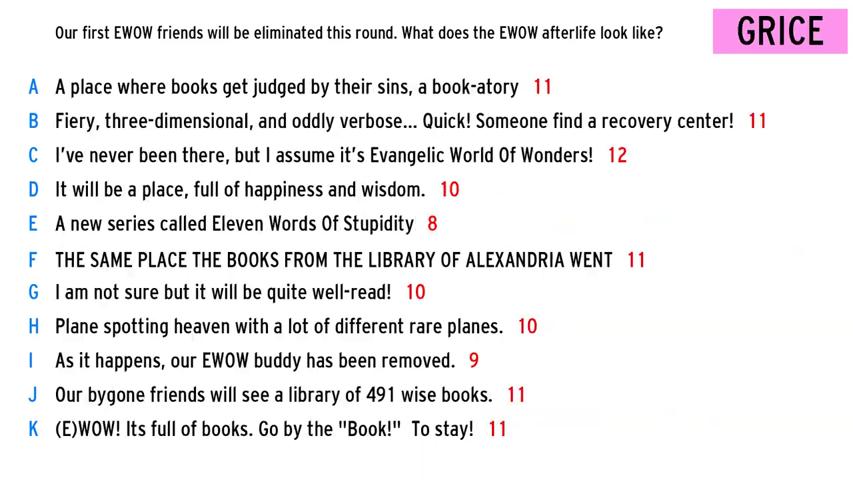 Our first EWOW friends will be eliminated this round. What does the EWOW afterlife look like?
GRICE
A A place where books get judged by their sins, a book-atory 11
B Fiery, three-dimensional, and oddly verbose... Quick! Someone find a recovery center! 11
C I've never been there, but I assume it's Evangelic World Of Wonders! 12
D It will be a place, full of happiness and wisdom. 10
E A new series called Eleven Words Of Stupidity 8
F THE SAME PLACE THE BOOKS FROM THE LIBRARY OF ALEXANDRIA WENT 11
G I am not sure but it will be quite well-read! 10
H Plane spotting heaven with a lot of different rare planes. 10
I As it happens, our EWOW buddy has been removed. 9
J Our bygone friends will see a library of 491 wise books. 11
K (E)WOW! Its full of books. Go by the "Book!" To stay! 11